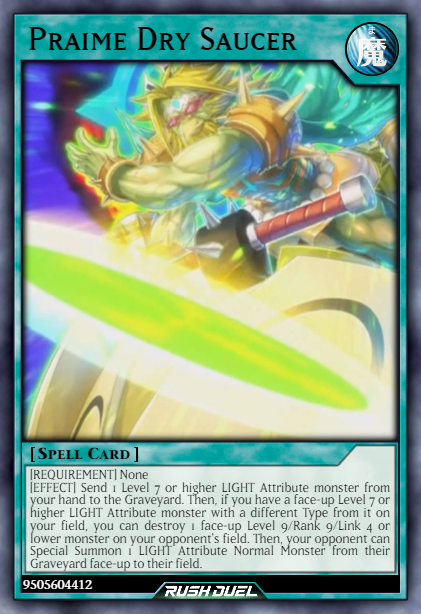 PRAIME DRY SAUCER
ま
魔
[SPELL CARD]
[REQUIREMENT] None
[EFFECT] Send 1 Level 7 or higher LIGHT Attribute monster from
your hand to the Graveyard. Then, if you have a face-up Level 7 or
higher LIGHT Attribute monster with a different Type from it on
your field, you can destroy 1 face-up Level 9/Rank 9/Link 4 or
lower monster on your opponent's field. Then, your opponent can
Special Summon 1 LIGHT Attribute Normal Monster from their
Graveyard face-up to their field.
9505604412
RUSH DUEL